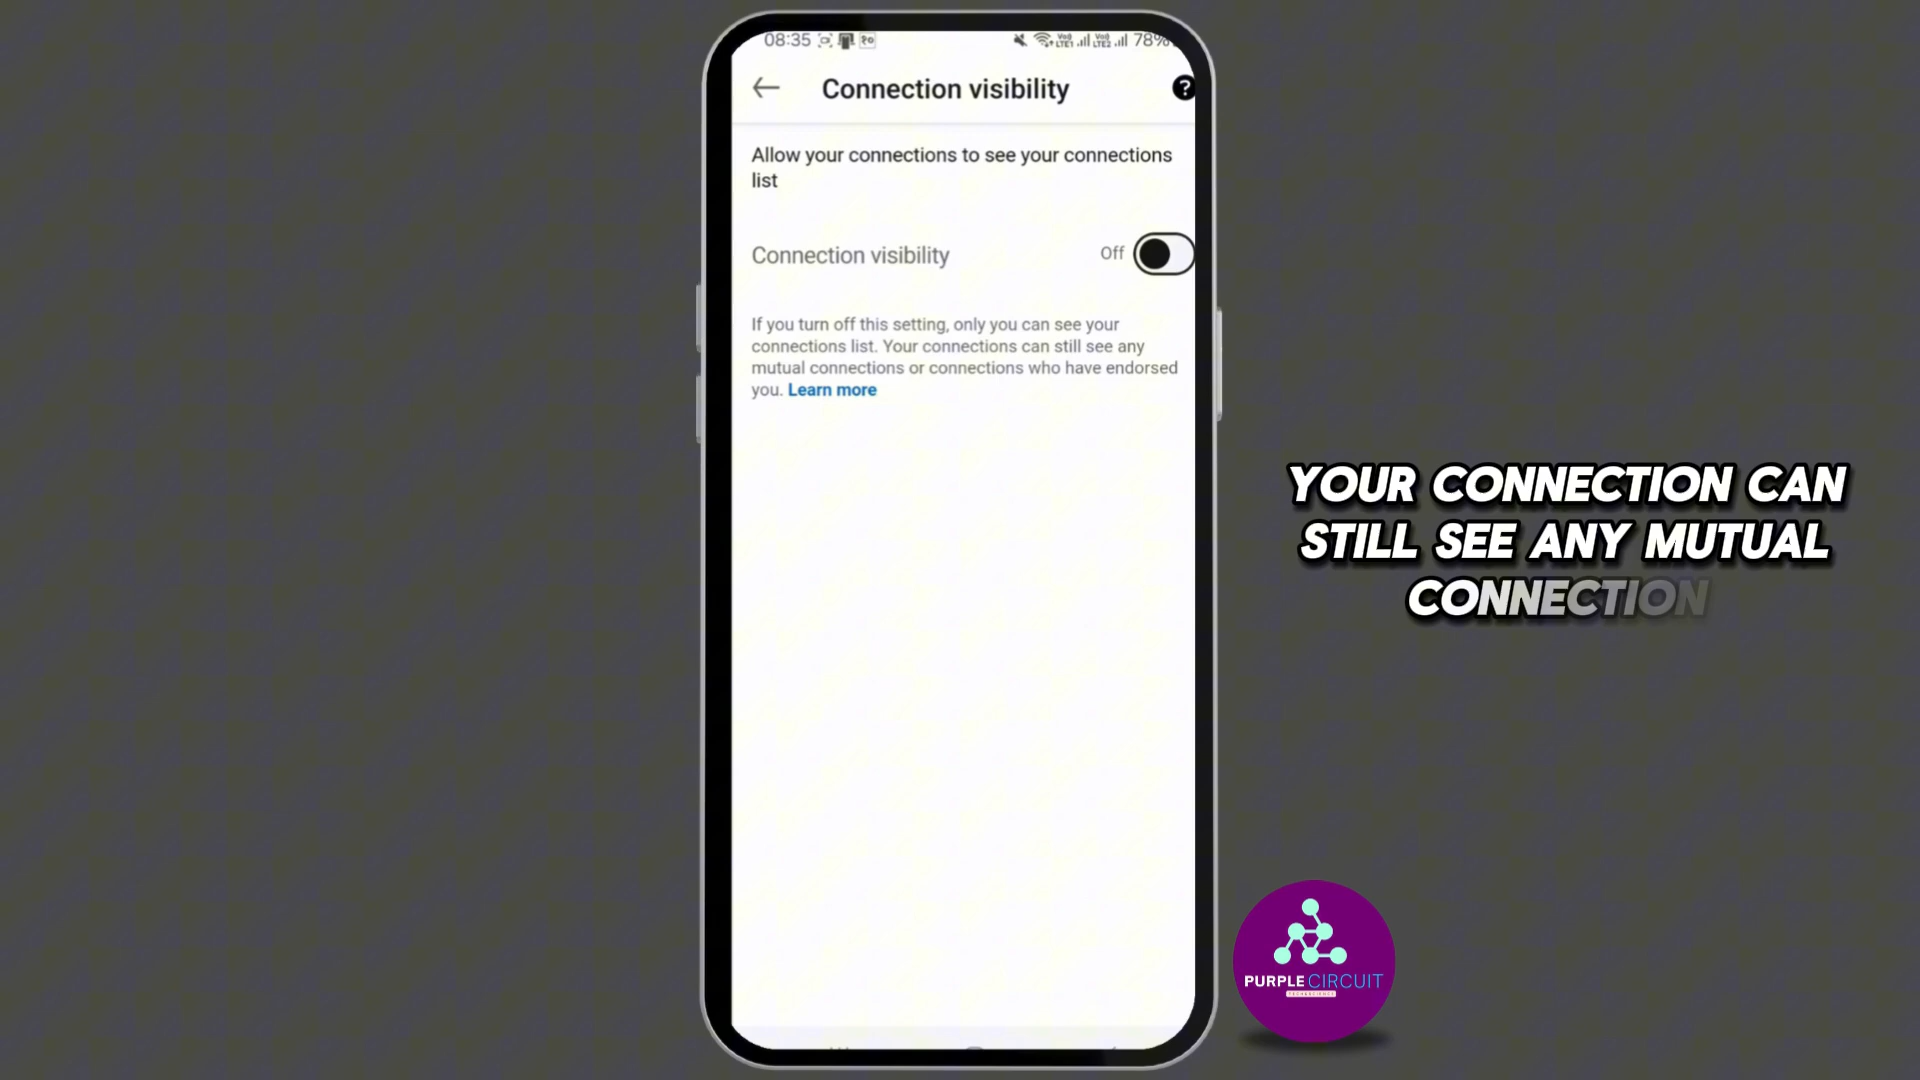 08:35
78%
Connection visibility
?
Allow your connections to see your connections
list
Connection visibility
Off
If you turn off this setting, only you can see your
connections list. Your connections can still see any
mutual connections or connections who have endorsed
you. Learn more
YOUR CONNECTION CAN
STILL SEE ANY MUTUAL
CONNECTION
PURPLE CIRCUIT